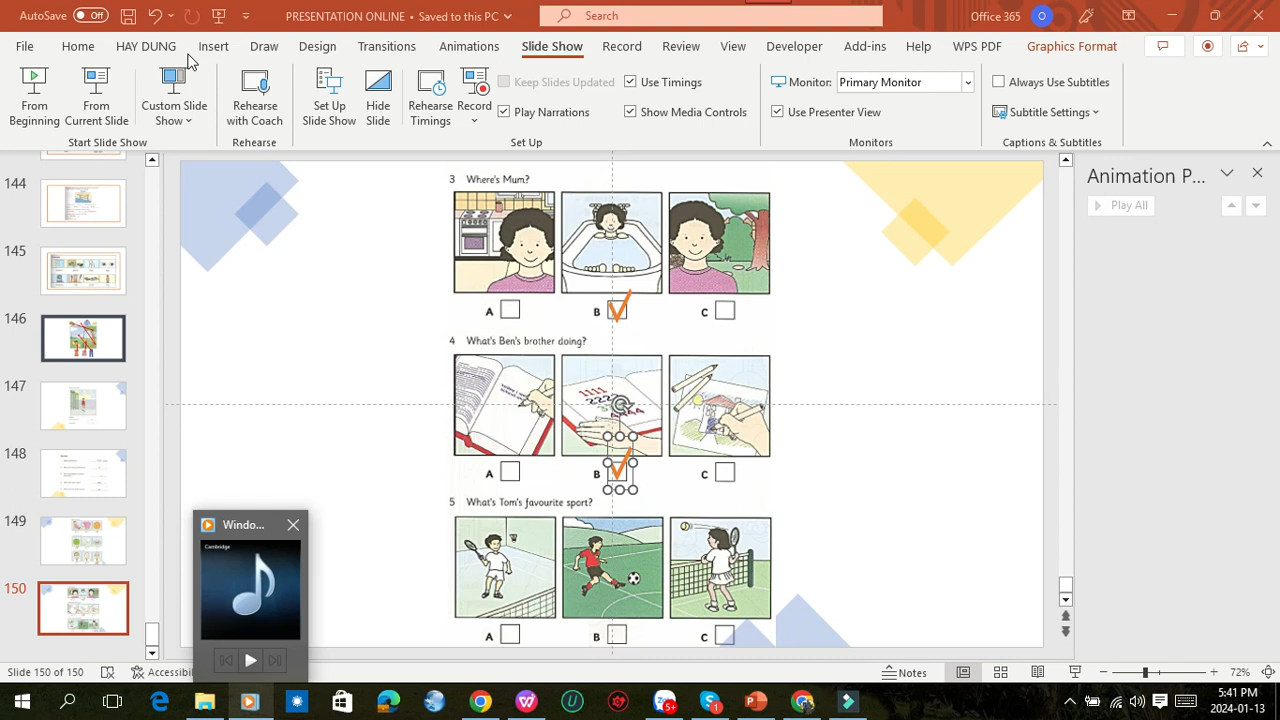 AutoSave Off PRESENTATION ONLINE • Saved to this PC Search Office 365 O
File Home HAY DUNG Insert Draw Design Transitions Animations Slide Show Record Review View Developer Add-ins Help WPS PDF Graphics Format
From Beginning
From Current Slide
Custom Slide Show
Rehearse with Coach
Set Up Slide Show
Hide Slide
Rehearse Timings
Record
Keep Slides Updated Use Timings
Play Narrations Show Media Controls
Monitor: Primary Monitor
Use Presenter View
Always Use Subtitles
Subtitle Settings
Start Slide Show Rehearse Set Up Monitors Captions & Subtitles
Animation P...
Play All
144
145
146
147
148
149
150
3 Where's Mum?
A B C
4 What's Ben's brother doing?
A B C
5 What's Tom's favourite sport?
A B C
Windo...
Cambridge
Slide 150 of 150 Accessibi Notes 72%
5+
1
5:41 PM
2024-01-13